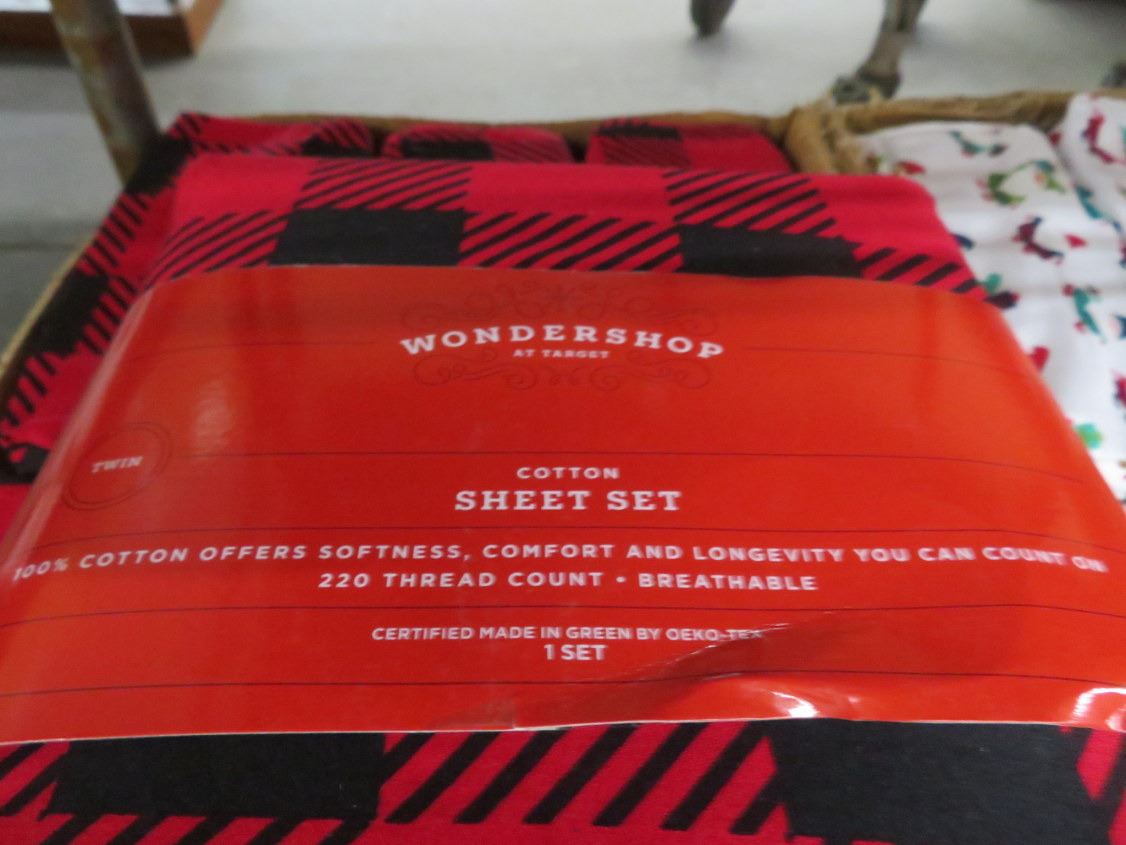 WONDERSHOP
AT TARGET
TWIN
COTTON
SHEET SET
100% COTTON OFFERS SOFTNESS, COMFORT AND LONGEVITY YOU CAN COUNT ON
220 THREAD COUNT • BREATHABLE
CERTIFIED MADE IN GREEN BY OEKO-TEX
1 SET